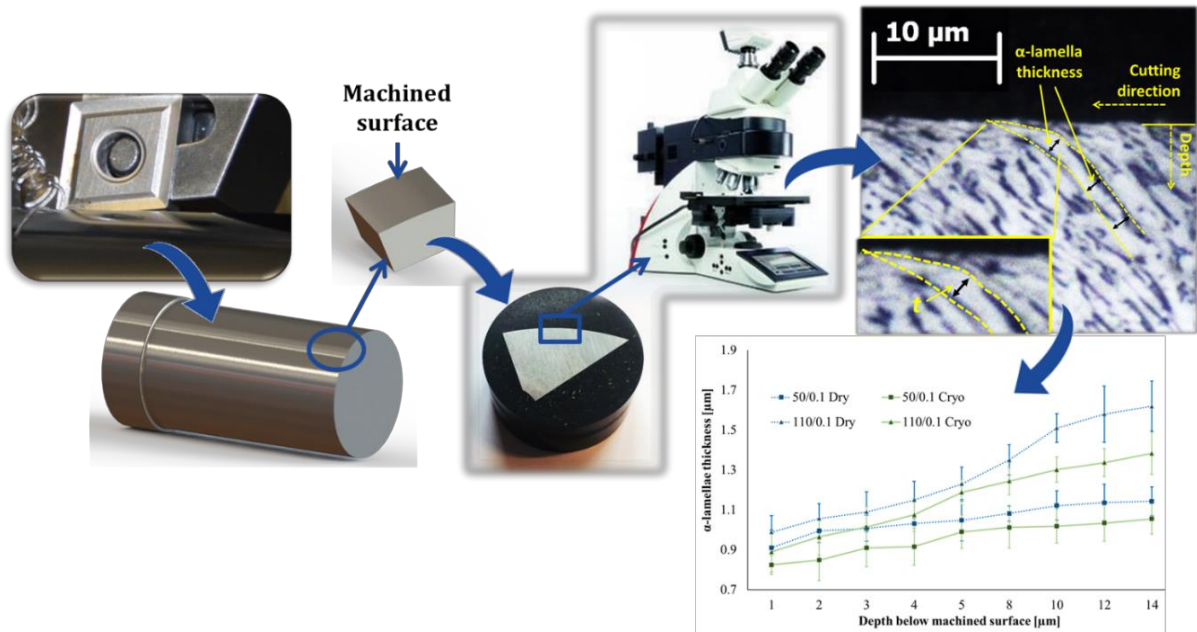 Machined
surface
10 µm
α-lamella
thickness
Cutting
direction
Depth
t
α-lamellae thickness [µm]
1.9
1.7
1.5
1.3
1.1
0.9
0.7
50/0.1 Dry
50/0.1 Cryo
110/0.1 Dry
110/0.1 Cryo
1 2 3 4 5 8 10 12 14
Depth below machined surface [µm]